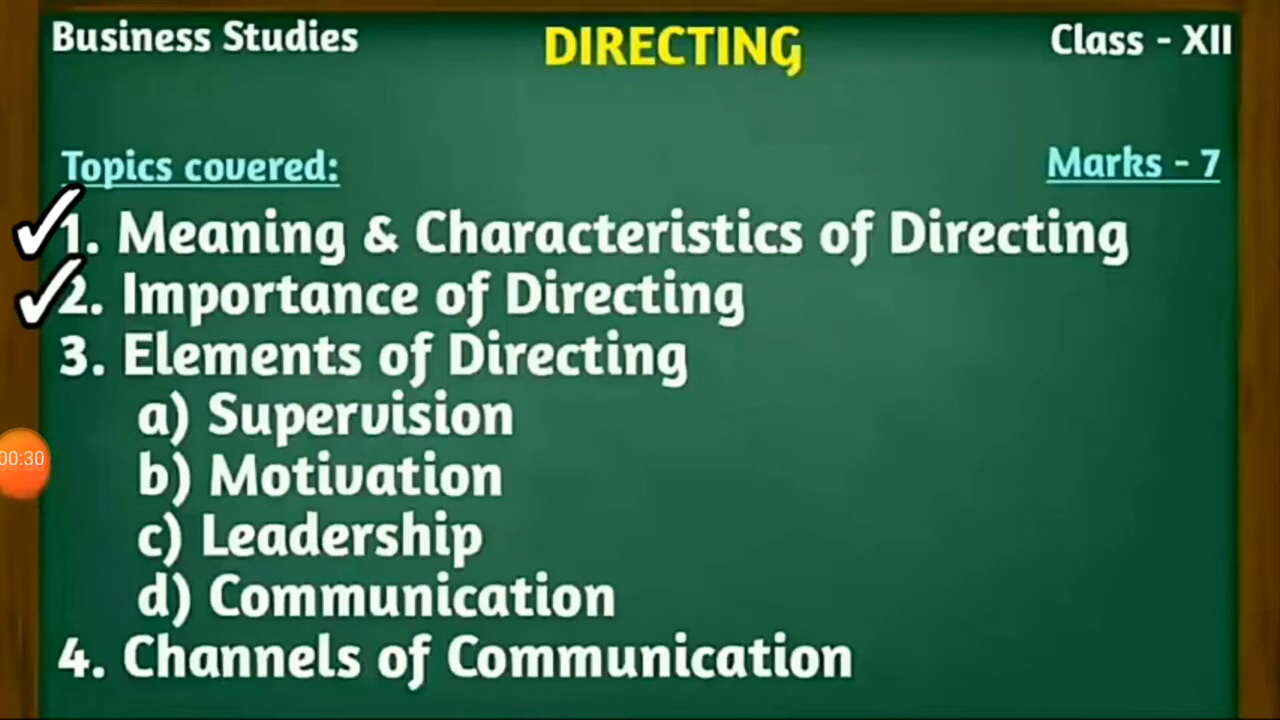 Business Studies
DIRECTING
Class - XII
Topics covered:
Marks - 7
1. Meaning & Characteristics of Directing
2. Importance of Directing
3. Elements of Directing
a) Supervision
b) Motivation
c) Leadership
d) Communication
4. Channels of Communication
00:30